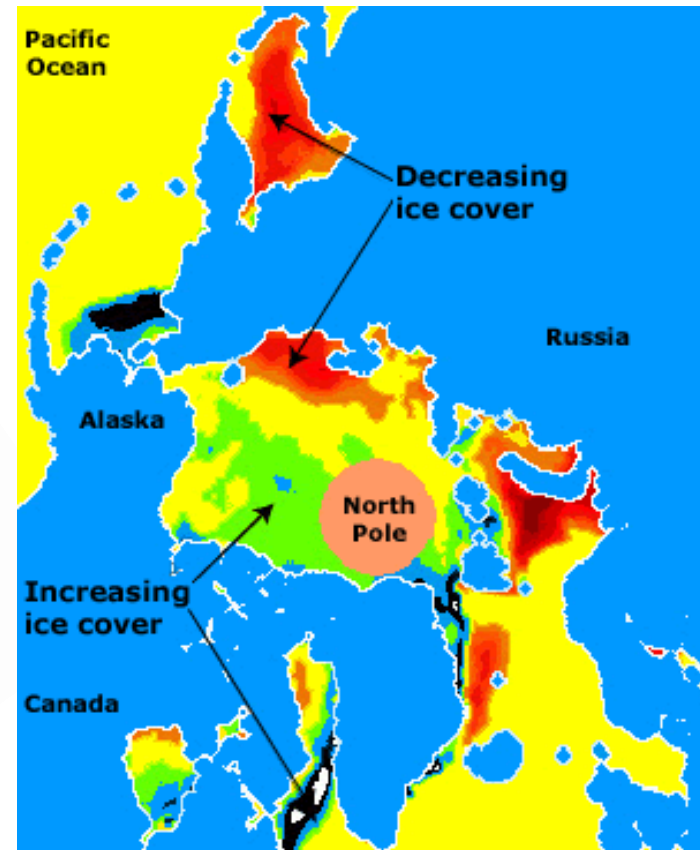 Pacific
Ocean
Decreasing
ice cover
Russia
Alaska
North
Pole
Increasing
ice cover
Canada